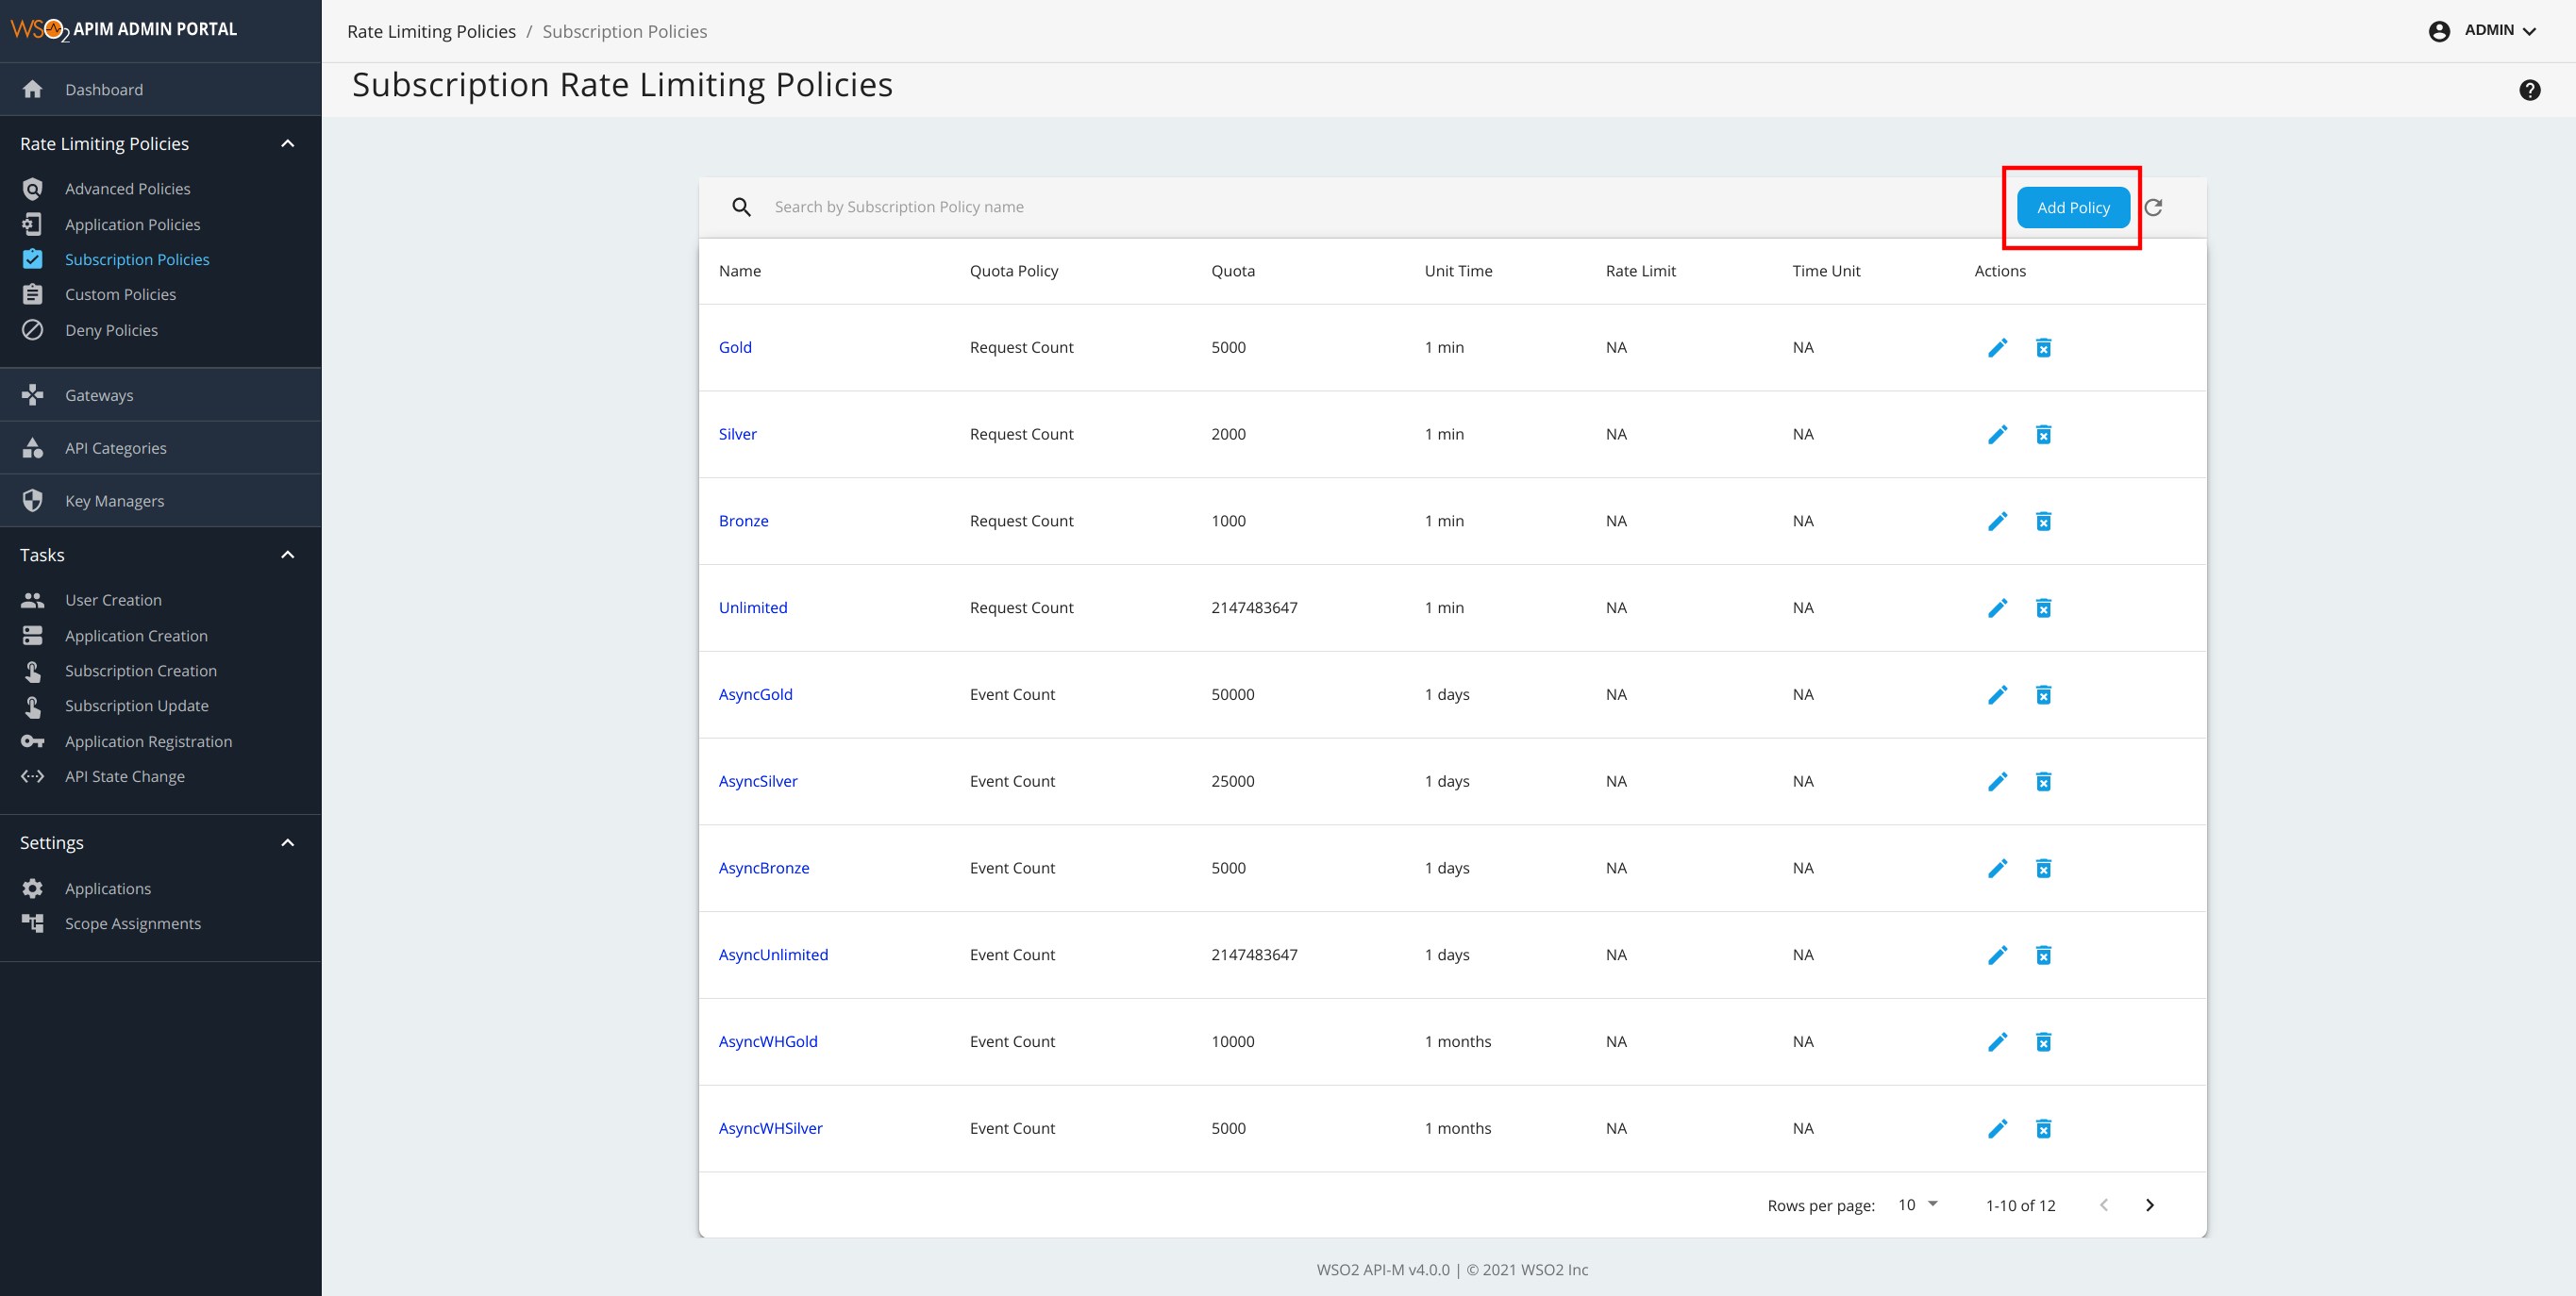 WSO2 APIM ADMIN PORTAL
Dashboard
Rate Limiting Policies
Advanced Policies
Application Policies
Subscription Policies
Custom Policies
Deny Policies
Gateways
API Categories
Key Managers
Tasks
User Creation
Application Creation
Subscription Creation
Subscription Update
Application Registration
API State Change
Settings
Applications
Scope Assignments
Rate Limiting Policies / Subscription Policies
ADMIN
Subscription Rate Limiting Policies
Search by Subscription Policy name
Add Policy
Name Quota Policy Quota Unit Time Rate Limit Time Unit Actions
Gold Request Count 5000 1 min NA NA
Silver Request Count 2000 1 min NA NA
Bronze Request Count 1000 1 min NA NA
Unlimited Request Count 2147483647 1 min NA NA
AsyncGold Event Count 50000 1 days NA NA
AsyncSilver Event Count 25000 1 days NA NA
AsyncBronze Event Count 5000 1 days NA NA
AsyncUnlimited Event Count 2147483647 1 days NA NA
AsyncWHGold Event Count 10000 1 months NA NA
AsyncWHSilver Event Count 5000 1 months NA NA
Rows per page: 10 1-10 of 12
WSO2 API-M v4.0.0 | © 2021 WSO2 Inc